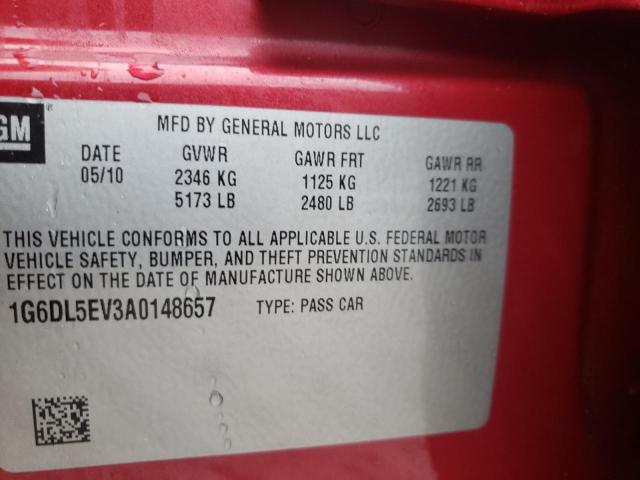 GM®
MFD BY GENERAL MOTORS LLC
DATE GVWR GAWR FRT GAWR RR
05/10 2346 KG 1125 KG 1221 KG
5173 LB 2480 LB 2693 LB
THIS VEHICLE CONFORMS TO ALL APPLICABLE U.S. FEDERAL MOTOR
VEHICLE SAFETY, BUMPER, AND THEFT PREVENTION STANDARDS IN
EFFECT ON THE DATE OF MANUFACTURE SHOWN ABOVE.
1G6DL5EV3A0148657 TYPE: PASS CAR